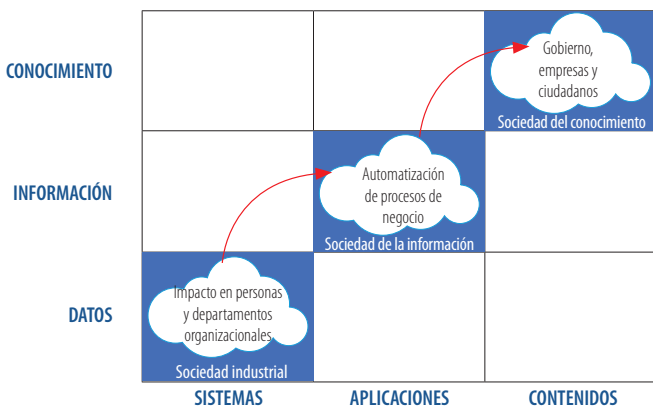 CONOCIMIENTO
Gobierno,
empresas y
ciudadanos
Sociedad del conocimiento
INFORMACIÓN
Automatización
de procesos de
negocio
Sociedad de la información
DATOS
Impacto en personas
y departamentos
organizacionales
Sociedad industrial
SISTEMAS
APLICACIONES
CONTENIDOS